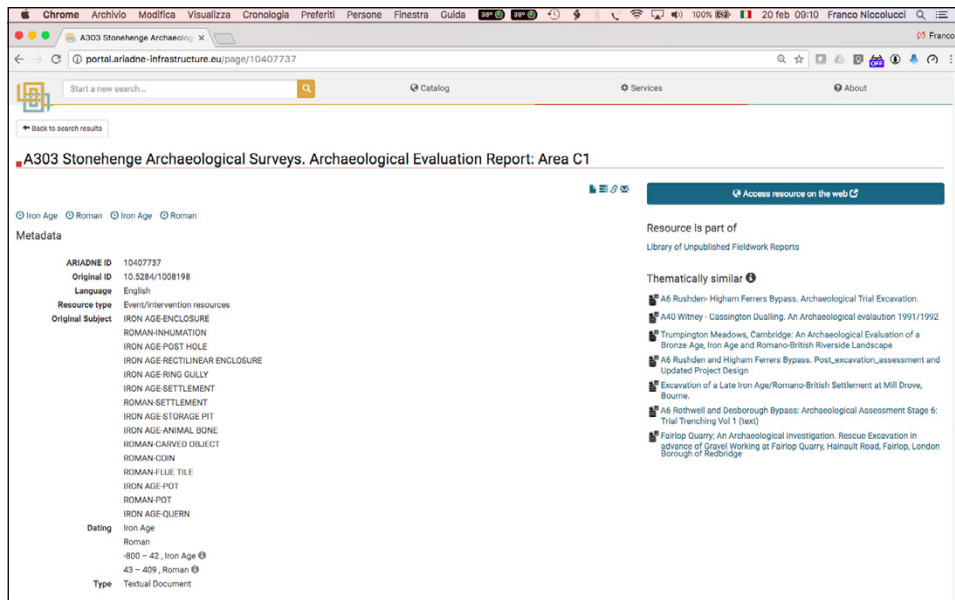 Chrome Archivio Modifica Visualizza Cronologia Preferiti Persone Finestra Guida 38° 38° 100% 20 feb 09:10 Franco Niccolucci
A303 Stonehenge Archaeolog Franco
portal.ariadne-infrastructure.eu/page/10407737 OFF
Start a new search... Catalog Services About
Back to search results
A303 Stonehenge Archaeological Surveys. Archaeological Evaluation Report: Area C1
Access resource on the web
Iron Age Roman Iron Age Roman
Metadata
ARIADNE ID 10407737
Original ID 10.5284/1008198
Language English
Resource type Event/intervention resources
Original Subject IRON AGE-ENCLOSURE
ROMAN-INHUMATION
IRON AGE-POST HOLE
IRON AGE-RECTILINEAR ENCLOSURE
IRON AGE-RING GULLY
IRON AGE-SETTLEMENT
ROMAN-SETTLEMENT
IRON AGE-STORAGE PIT
IRON AGE-ANIMAL BONE
ROMAN-CARVED OBJECT
ROMAN-COIN
ROMAN-FLUE TILE
IRON AGE-POT
ROMAN-POT
IRON AGE-QUERN
Dating Iron Age
Roman
-800 – 42 , Iron Age
43 – 409 , Roman
Type Textual Document
Resource is part of
Library of Unpublished Fieldwork Reports
Thematically similar
A6 Rushden- Higham Ferrers Bypass. Archaeological Trial Excavation.
A40 Witney - Cassington Dualling. An Archaeological evalaution 1991/1992
Trumpington Meadows, Cambridge: An Archaeological Evaluation of a
Bronze Age, Iron Age and Romano-British Riverside Landscape
A6 Rushden and Higham Ferrers Bypass. Post_excavation_assessment and
Updated Project Design
Excavation of a Late Iron Age/Romano-British Settlement at Mill Drove,
Bourne.
A6 Rothwell and Desborough Bypass: Archaeological Assessment Stage 6:
Trial Trenching Vol 1 (text)
Fairlop Quarry; An Archaeological Investigation. Rescue Excavation in
advance of Gravel Working at Fairlop Quarry, Hainault Road, Fairlop, London
Borough of Redbridge